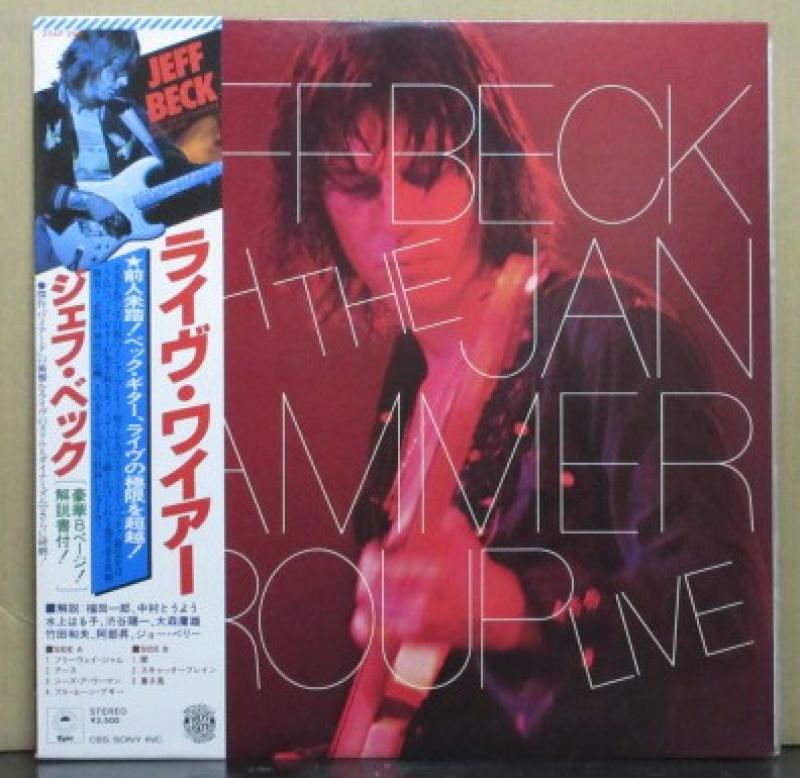 JEFF
BECK
ライヴ・ワイアー
★前人未踏!ベック・ギター、ライヴの極限を超越!
ジェフ・ベック
豪華8ページ!
解説書付!
■解説 福田一郎、中村とうよう
水上はる子、渋谷陽一、大森庸雄
竹田和夫、阿部昇、ジョー・ペリー
■SIDE A
1. フリーウェイ・ジャム
2. アース
3. シーズ・ア・ウーマン
4. フル・ムーン・ブギー
■SIDE B
1. 闇
2. スキャッターブレイン
3. 蒼き風
STEREO
¥2,500
Epic
CBS SONY INC
FF BECK
H THE JAN
AMMER
ROUP LIVE